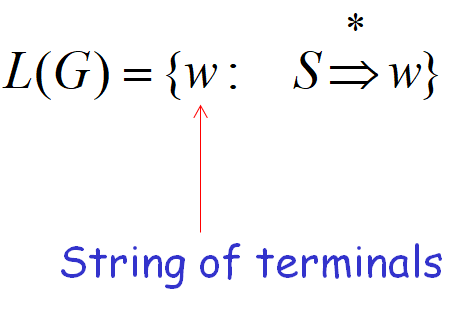 *
L(G) = {w : S ⇒ w}
String of terminals